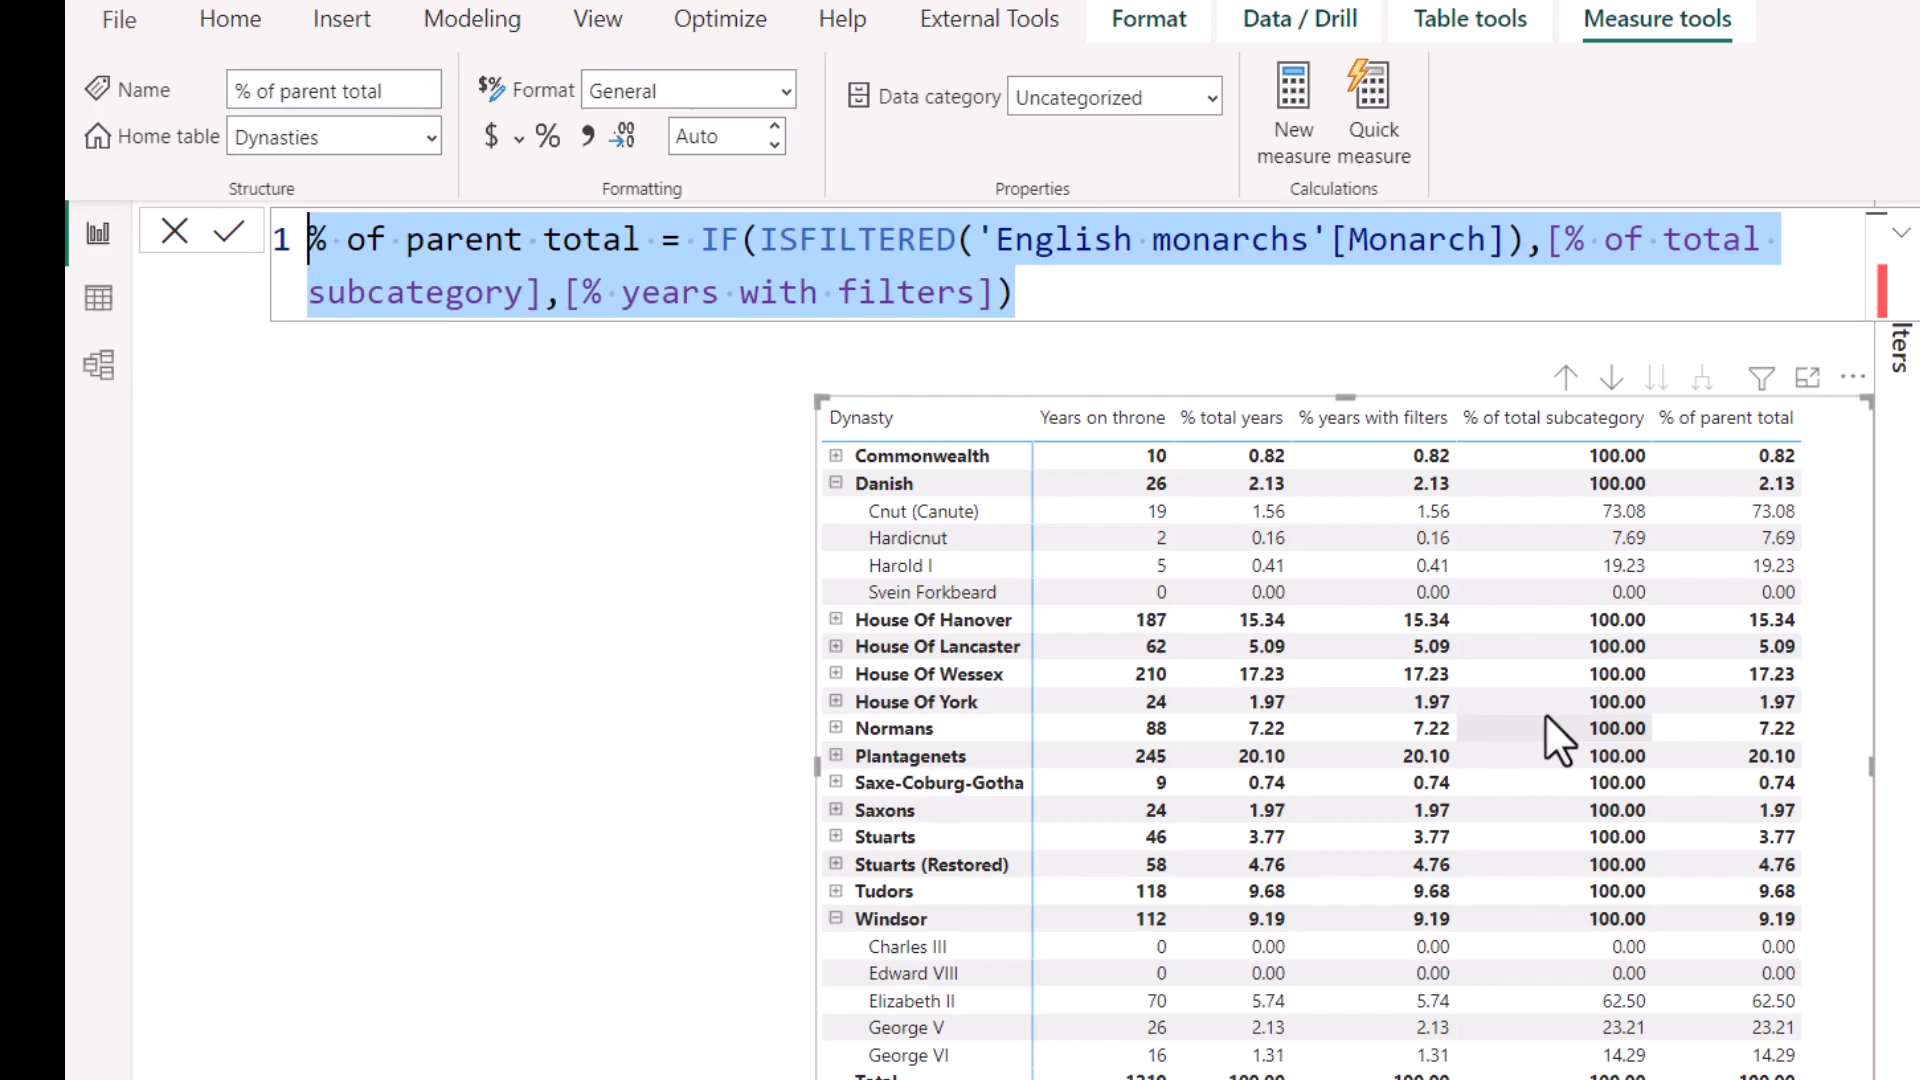 File Home Insert Modeling View Optimize Help External Tools Format Data / Drill Table tools Measure tools
Name % of parent total
Home table Dynasties
Structure
$% Format General
$ % , .00 →.0 Auto
Formatting
Data category Uncategorized
Properties
New measure
Quick measure
Calculations
1 % of parent total = IF(ISFILTERED('English monarchs'[Monarch]),[% of total
subcategory],[% years with filters])
lters
Dynasty Years on throne % total years % years with filters % of total subcategory % of parent total
Commonwealth 10 0.82 0.82 100.00 0.82
Danish 26 2.13 2.13 100.00 2.13
Cnut (Canute) 19 1.56 1.56 73.08 73.08
Hardicnut 2 0.16 0.16 7.69 7.69
Harold I 5 0.41 0.41 19.23 19.23
Svein Forkbeard 0 0.00 0.00 0.00 0.00
House Of Hanover 187 15.34 15.34 100.00 15.34
House Of Lancaster 62 5.09 5.09 100.00 5.09
House Of Wessex 210 17.23 17.23 100.00 17.23
House Of York 24 1.97 1.97 100.00 1.97
Normans 88 7.22 7.22 100.00 7.22
Plantagenets 245 20.10 20.10 100.00 20.10
Saxe-Coburg-Gotha 9 0.74 0.74 100.00 0.74
Saxons 24 1.97 1.97 100.00 1.97
Stuarts 46 3.77 3.77 100.00 3.77
Stuarts (Restored) 58 4.76 4.76 100.00 4.76
Tudors 118 9.68 9.68 100.00 9.68
Windsor 112 9.19 9.19 100.00 9.19
Charles III 0 0.00 0.00 0.00 0.00
Edward VIII 0 0.00 0.00 0.00 0.00
Elizabeth II 70 5.74 5.74 62.50 62.50
George V 26 2.13 2.13 23.21 23.21
George VI 16 1.31 1.31 14.29 14.29